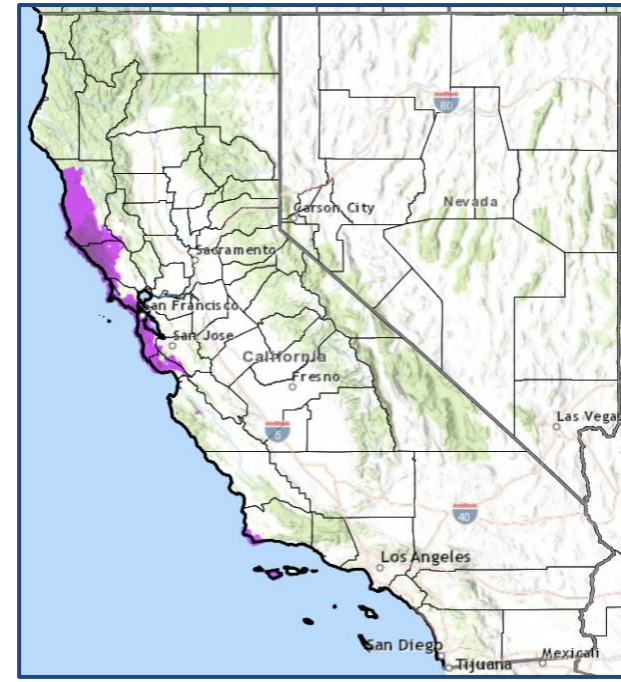 80
Carson City
Nevada
Sacramento
San Francisco
San Jose
California
Fresno
Las Vegas
5
40
Los Angeles
San Diego
Tijuana
Mexicali